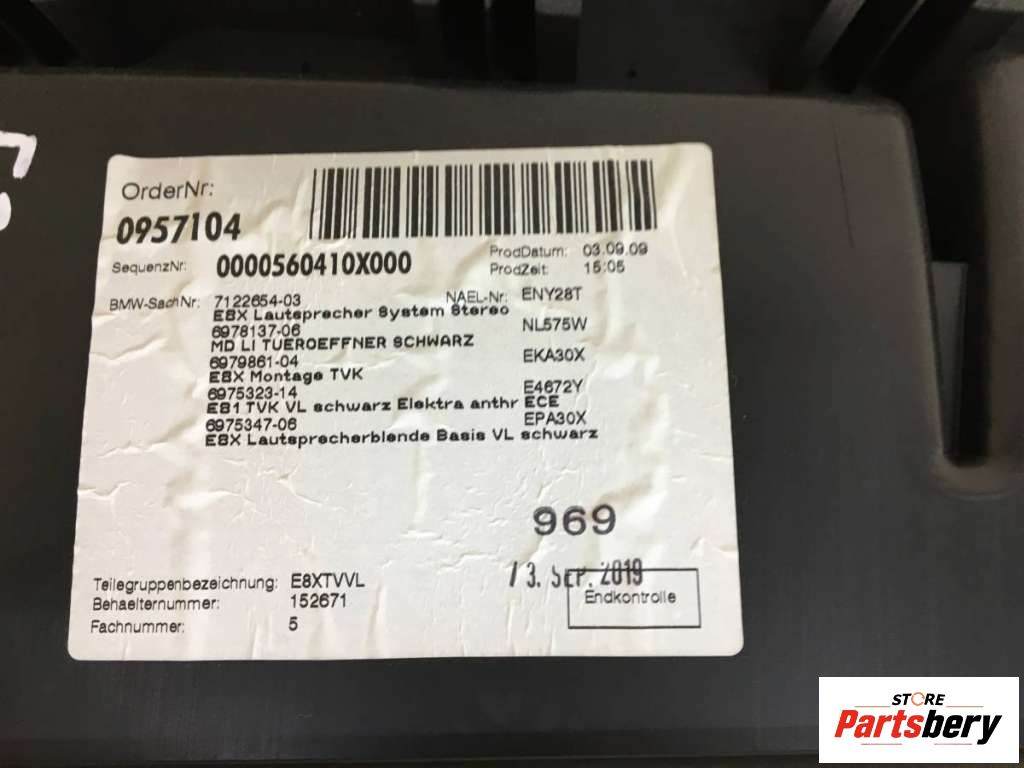 OrderNr:
0957104
SequenzNr: 0000560410X000
ProdDatum: 03.09.09
ProdZeit: 15:05
BMW-SachNr: 7122654-03 NAEL-Nr: ENY28T
E8X Lautsprecher System Stereo
6978137-06 NL575W
MD LI TUEROEFFNER SCHWARZ
6979861-04 EKA30X
E8X Montage TVK
6975323-14 E4672Y
E81 TVK VL schwarz Elektra anthr ECE
6975347-06 EPA30X
E8X Lautsprecherblende Basis VL schwarz
969
13. SEP. 2019
Endkontrolle
Teilegruppenbezeichnung: E8XTVVL
Behaelternummer: 152671
Fachnummer: 5
STORE
Partsbery